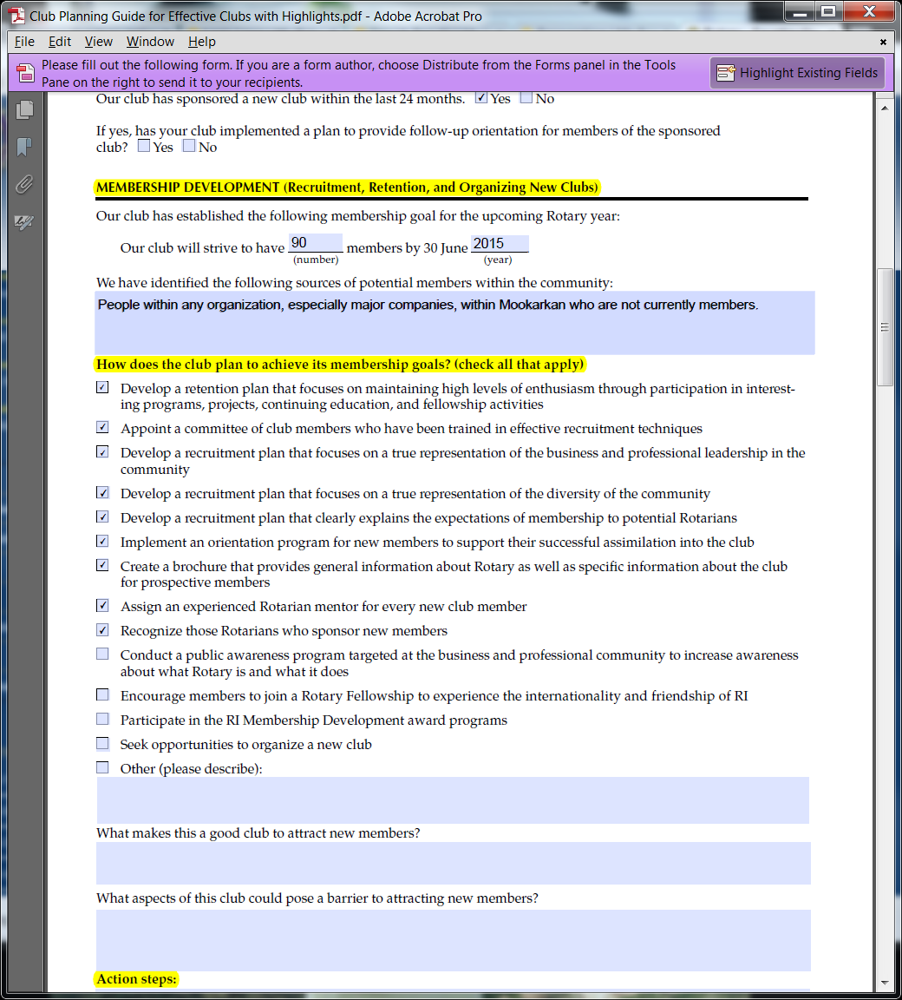 Club Planning Guide for Effective Clubs with Highlights.pdf - Adobe Acrobat Pro
File Edit View Window Help
Please fill out the following form. If you are a form author, choose Distribute from the Forms panel in the Tools
Pane on the right to send it to your recipients.
Highlight Existing Fields
Our club has sponsored a new club within the last 24 months. Yes No
If yes, has your club implemented a plan to provide follow-up orientation for members of the sponsored
club? Yes No
MEMBERSHIP DEVELOPMENT (Recruitment, Retention, and Organizing New Clubs)
Our club has established the following membership goal for the upcoming Rotary year:
Our club will strive to have 90 members by 30 June 2015
(number) (year)
We have identified the following sources of potential members within the community:
People within any organization, especially major companies, within Mookarkan who are not currently members.
How does the club plan to achieve its membership goals? (check all that apply)
Develop a retention plan that focuses on maintaining high levels of enthusiasm through participation in interest-
ing programs, projects, continuing education, and fellowship activities
Appoint a committee of club members who have been trained in effective recruitment techniques
Develop a recruitment plan that focuses on a true representation of the business and professional leadership in the
community
Develop a recruitment plan that focuses on a true representation of the diversity of the community
Develop a recruitment plan that clearly explains the expectations of membership to potential Rotarians
Implement an orientation program for new members to support their successful assimilation into the club
Create a brochure that provides general information about Rotary as well as specific information about the club
for prospective members
Assign an experienced Rotarian mentor for every new club member
Recognize those Rotarians who sponsor new members
Conduct a public awareness program targeted at the business and professional community to increase awareness
about what Rotary is and what it does
Encourage members to join a Rotary Fellowship to experience the internationality and friendship of RI
Participate in the RI Membership Development award programs
Seek opportunities to organize a new club
Other (please describe):
What makes this a good club to attract new members?
What aspects of this club could pose a barrier to attracting new members?
Action steps: